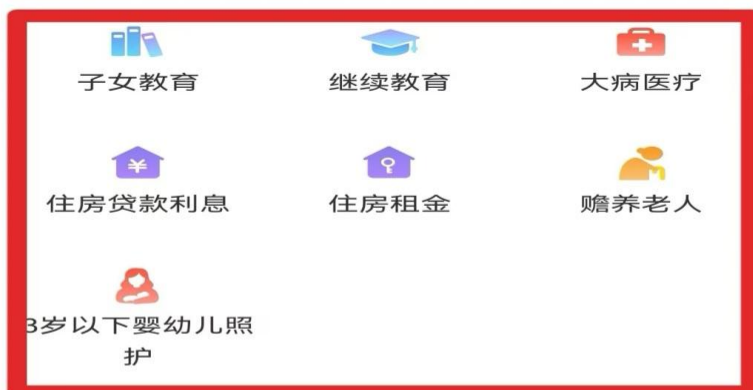 子女教育
继续教育
大病医疗
住房贷款利息
住房租金
赡养老人
3岁以下婴幼儿照
护